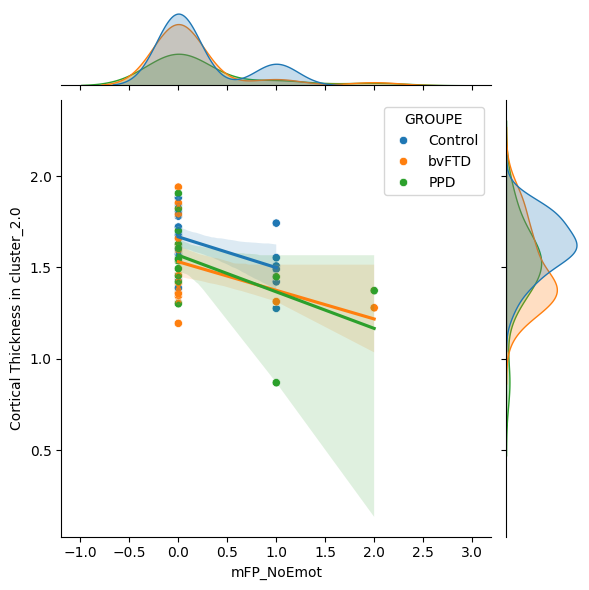 GROUPE
Control
bvFTD
PPD
2.0
1.5
1.0
0.5
Cortical Thickness in cluster_2.0
−1.0 −0.5 0.0 0.5 1.0 1.5 2.0 2.5 3.0
mFP_NoEmot